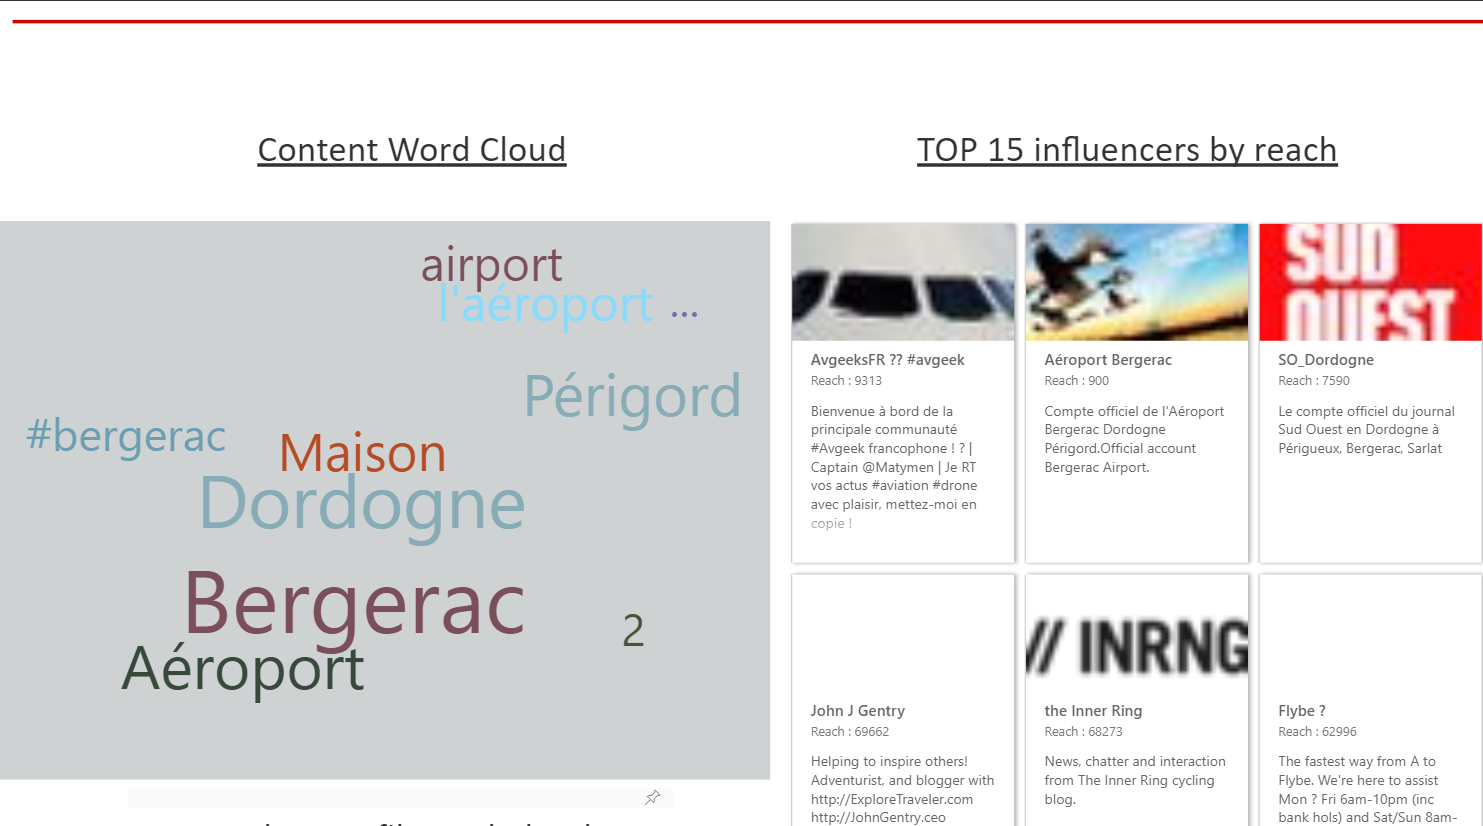 Content Word Cloud
TOP 15 influencers by reach
airport
l'aéroport ...
Périgord
#bergerac
Maison
Dordogne
Bergerac
2
Aéroport
AvgeeksFR ?? #avgeek
Reach : 9313
Bienvenue à bord de la
principale communauté
#Avgeek francophone ! ? |
Captain @Matymen | Je RT
vos actus #aviation #drone
avec plaisir, mettez-moi en
copie !
Aéroport Bergerac
Reach : 900
Compte officiel de l'Aéroport
Bergerac Dordogne
Périgord.Official account
Bergerac Airport.
SUD
OUEST
SO_Dordogne
Reach : 7590
Le compte officiel du journal
Sud Ouest en Dordogne à
Périgueux, Bergerac, Sarlat
John J Gentry
Reach : 69662
Helping to inspire others!
Adventurist, and blogger with
http://ExploreTraveler.com
http://JohnGentry.ceo
// INRNG
the Inner Ring
Reach : 68273
News, chatter and interaction
from The Inner Ring cycling
blog.
Flybe ?
Reach : 62996
The fastest way from A to
Flybe. We're here to assist
Mon ? Fri 6am-10pm (inc
bank hols) and Sat/Sun 8am-